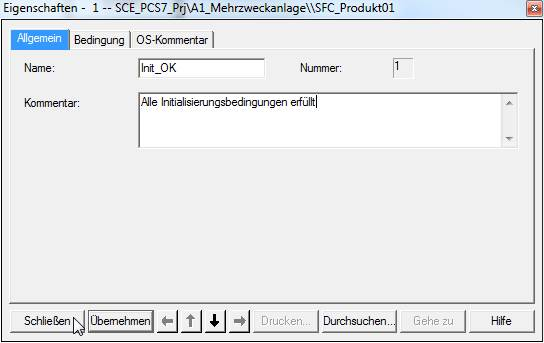 Eigenschaften - 1 -- SCE_PCS7_Prj\A1_Mehrzweckanlage\\SFC_Produkt01
Allgemein Bedingung OS-Kommentar
Name: Init_OK Nummer: 1
Kommentar: Alle Initialisierungsbedingungen erfüllt
Schließen Übernehmen Drucken... Durchsuchen... Gehe zu Hilfe